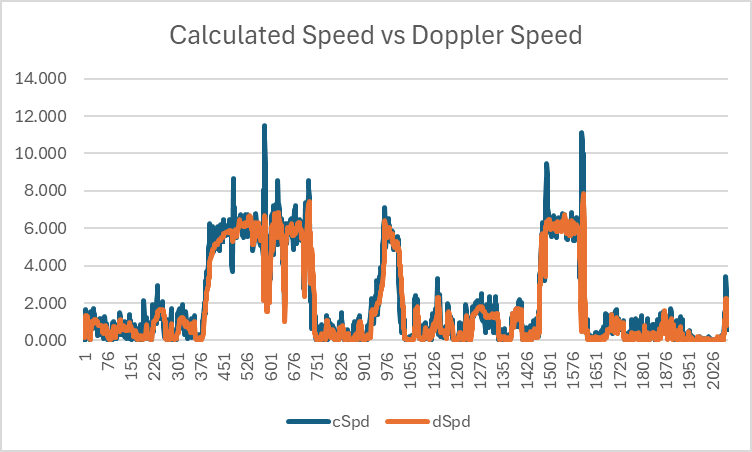 Calculated Speed vs Doppler Speed
14.000
12.000
10.000
8.000
6.000
4.000
2.000
0.000
1 76 151 226 301 376 451 526 601 676 751 826 901 976 1051 1126 1201 1276 1351 1426 1501 1576 1651 1726 1801 1876 1951 2026
cSpd dSpd